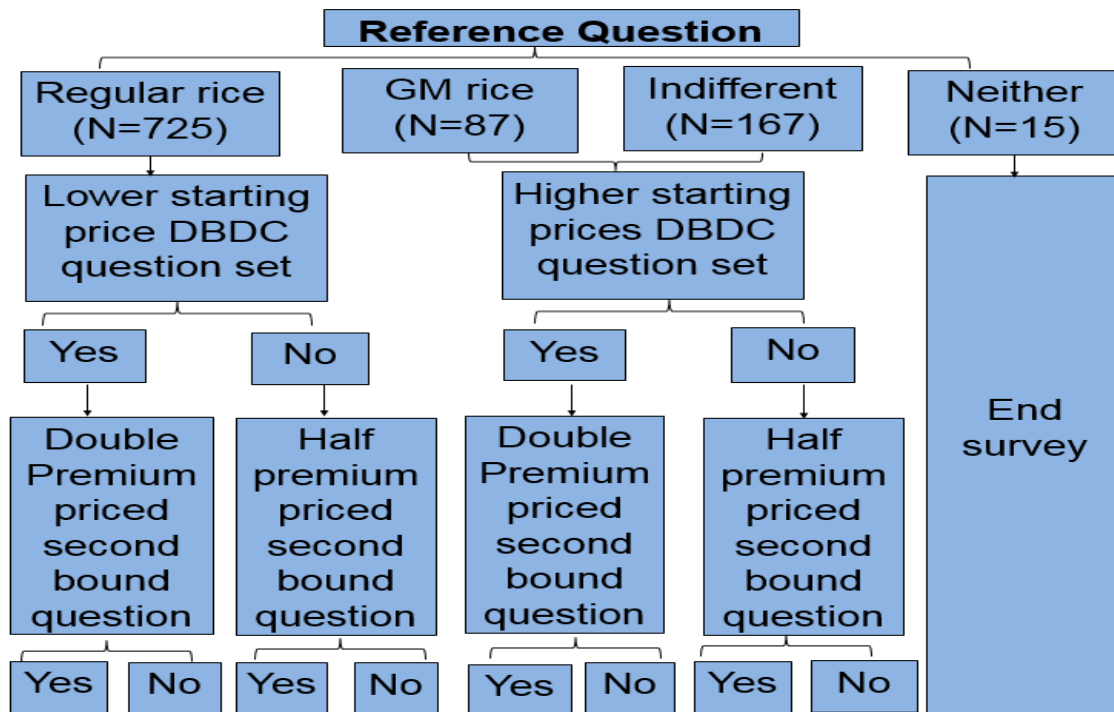 Reference Question
Regular rice
(N=725)
GM rice
(N=87)
Indifferent
(N=167)
Neither
(N=15)
Lower starting
price DBDC
question set
Higher starting
prices DBDC
question set
End
survey
Yes
No
Yes
No
Double
Premium
priced
second
bound
question
Half
premium
priced
second
bound
question
Double
Premium
priced
second
bound
question
Half
premium
priced
second
bound
question
Yes
No
Yes
No
Yes
No
Yes
No